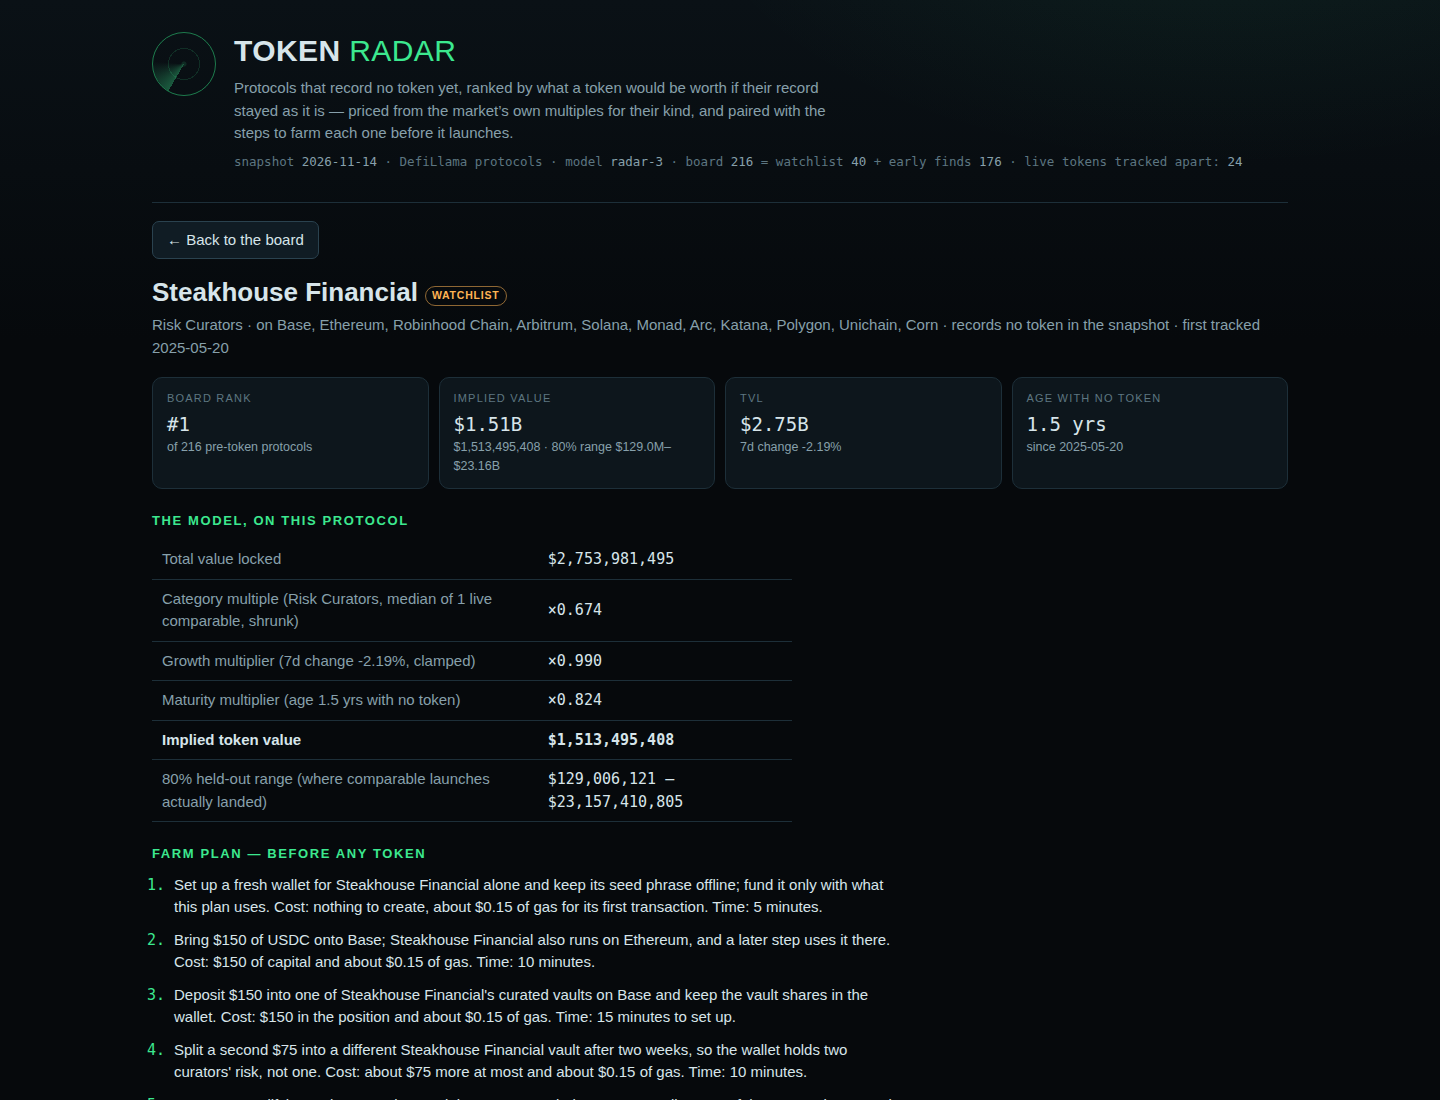 TOKEN RADAR
Protocols that record no token yet, ranked by what a token would be worth if their record
stayed as it is — priced from the market’s own multiples for their kind, and paired with the
steps to farm each one before it launches.
snapshot 2026-11-14 · DefiLlama protocols · model radar-3 · board 216 = watchlist 40 + early finds 176 · live tokens tracked apart: 24
← Back to the board
Steakhouse Financial WATCHLIST
Risk Curators · on Base, Ethereum, Robinhood Chain, Arbitrum, Solana, Monad, Arc, Katana, Polygon, Unichain, Corn · records no token in the snapshot · first tracked
2025-05-20
BOARD RANK
#1
of 216 pre-token protocols
IMPLIED VALUE
$1.51B
$1,513,495,408 · 80% range $129.0M–
$23.16B
TVL
$2.75B
7d change -2.19%
AGE WITH NO TOKEN
1.5 yrs
since 2025-05-20
THE MODEL, ON THIS PROTOCOL
Total value locked $2,753,981,495
Category multiple (Risk Curators, median of 1 live
comparable, shrunk) ×0.674
Growth multiplier (7d change -2.19%, clamped) ×0.990
Maturity multiplier (age 1.5 yrs with no token) ×0.824
Implied token value $1,513,495,408
80% held-out range (where comparable launches
actually landed) $129,006,121 –
$23,157,410,805
FARM PLAN — BEFORE ANY TOKEN
1. Set up a fresh wallet for Steakhouse Financial alone and keep its seed phrase offline; fund it only with what
this plan uses. Cost: nothing to create, about $0.15 of gas for its first transaction. Time: 5 minutes.
2. Bring $150 of USDC onto Base; Steakhouse Financial also runs on Ethereum, and a later step uses it there.
Cost: $150 of capital and about $0.15 of gas. Time: 10 minutes.
3. Deposit $150 into one of Steakhouse Financial's curated vaults on Base and keep the vault shares in the
wallet. Cost: $150 in the position and about $0.15 of gas. Time: 15 minutes to set up.
4. Split a second $75 into a different Steakhouse Financial vault after two weeks, so the wallet holds two
curators' risk, not one. Cost: about $75 more at most and about $0.15 of gas. Time: 10 minutes.